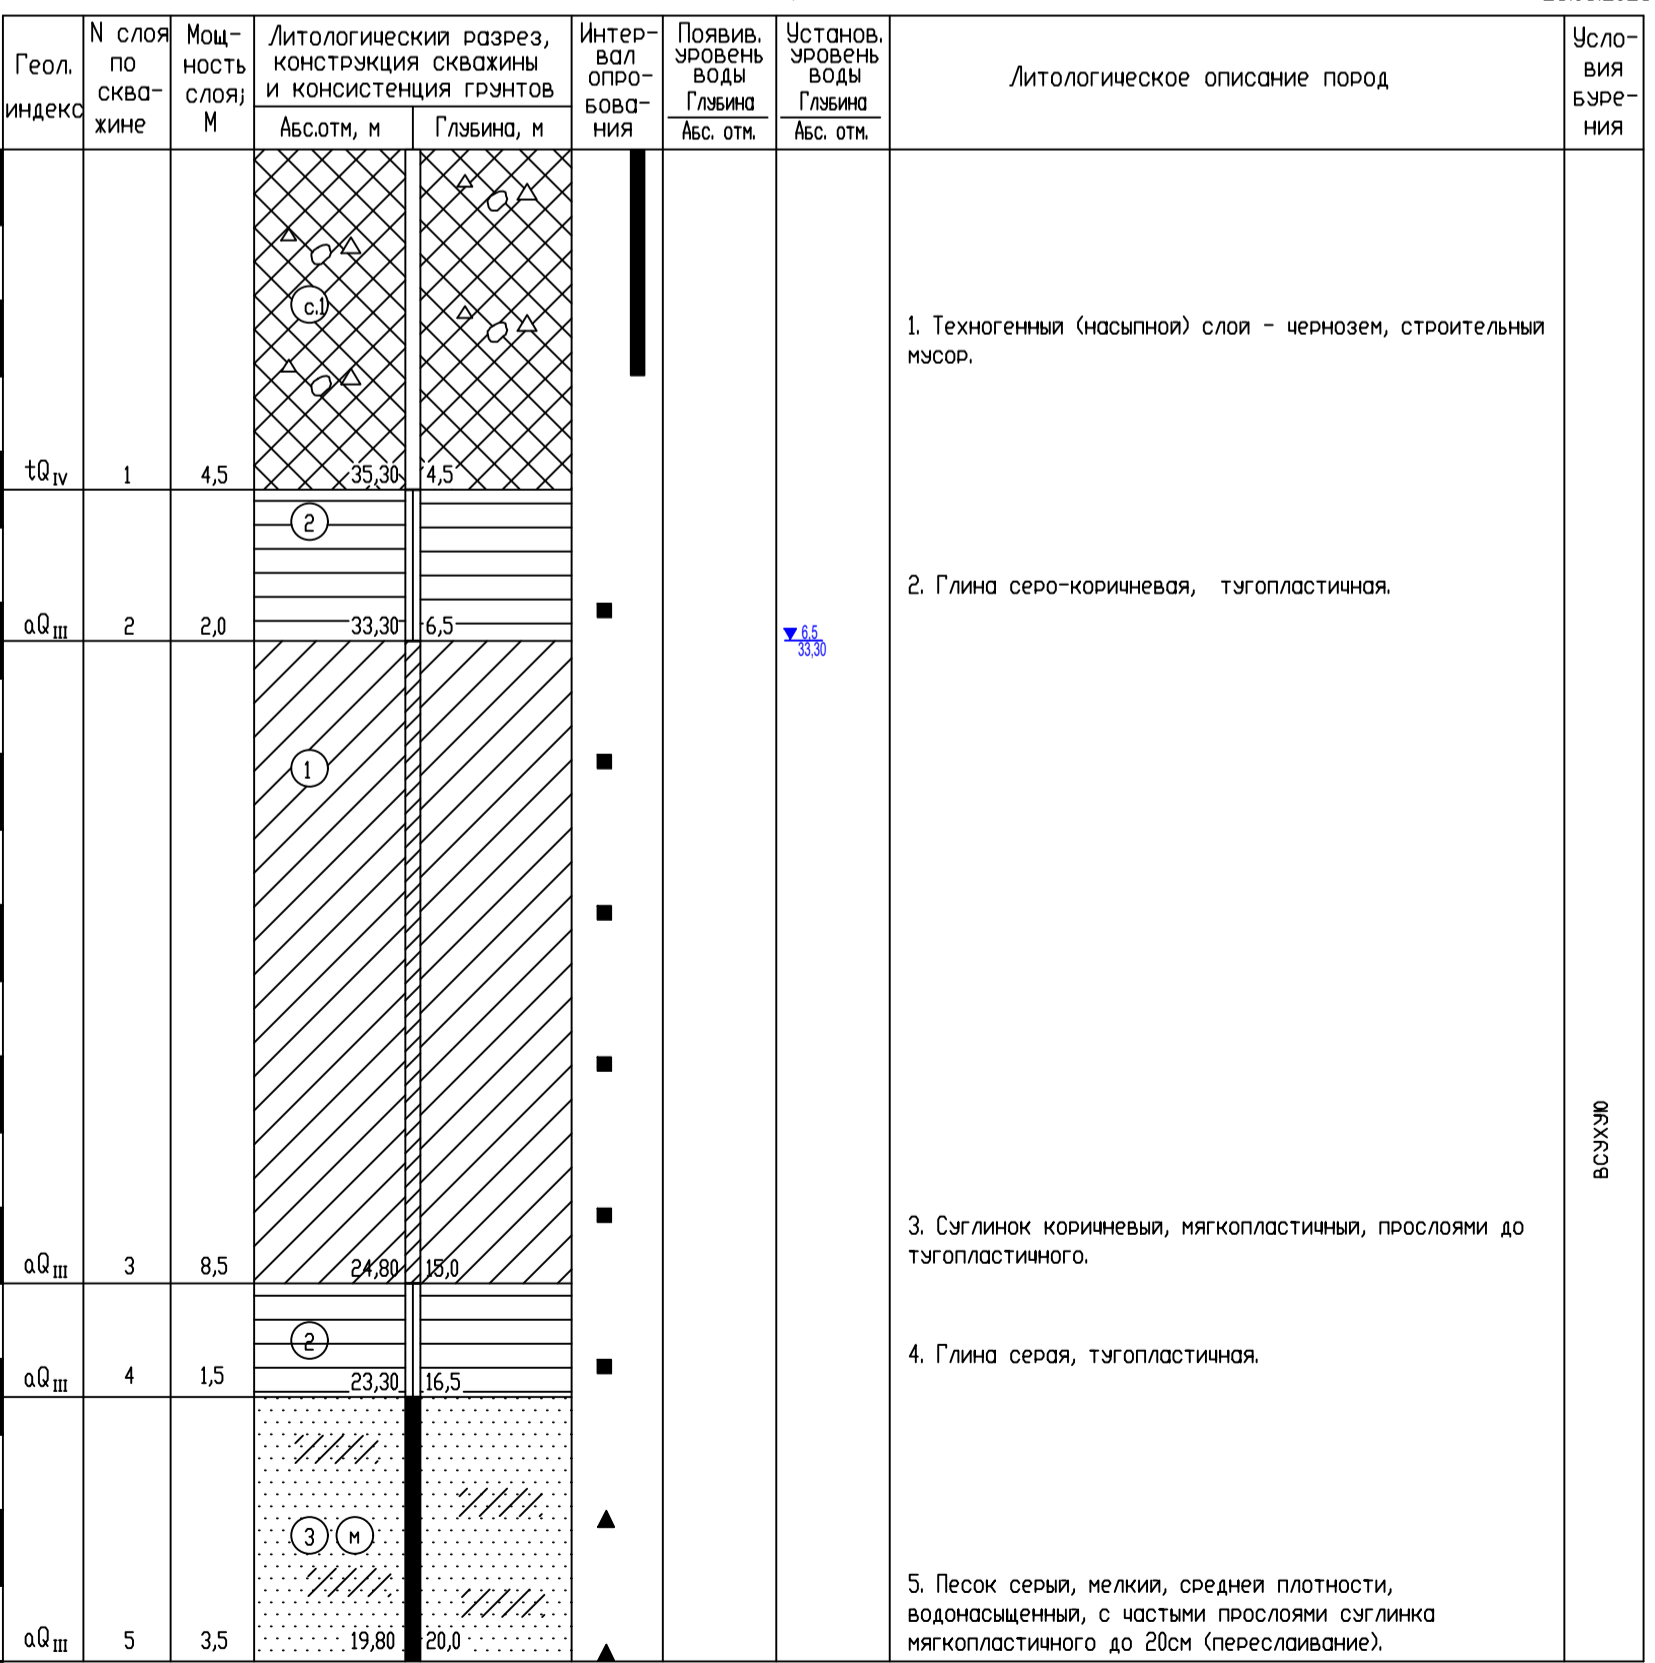 Геол.
индекс
N слоя
по
сква-
жине
Мощ-
ность
слоя;
М
Литологический разрез,
конструкция скважины
и консистенция грунтов
Абс.отм, м
Глубина, м
Интер-
вал
опро-
бова-
ния
Появив.
уровень
воды
Глубина
Абс. отм.
Установ.
уровень
воды
Глубина
Абс. отм.
Литологическое описание пород
Усло-
вия
буре-
ния
с.1
1. Техногенный (насыпной) слой - чернозем, строительный
мусор.
tQIV 1 4,5 35,30 4,5
2
2. Глина серо-коричневая, тугопластичная.
aQIII 2 2,0 33,30 6,5
6,5
33,30
1
всухую
3. Суглинок коричневый, мягкопластичный, прослоями до
тугопластичного.
aQIII 3 8,5 24,80 15,0
2
4. Глина серая, тугопластичная.
aQIII 4 1,5 23,30 16,5
3 м
5. Песок серый, мелкий, средней плотности,
водонасыщенный, с частыми прослоями суглинка
мягкопластичного до 20см (переслаивание).
aQIII 5 3,5 19,80 20,0